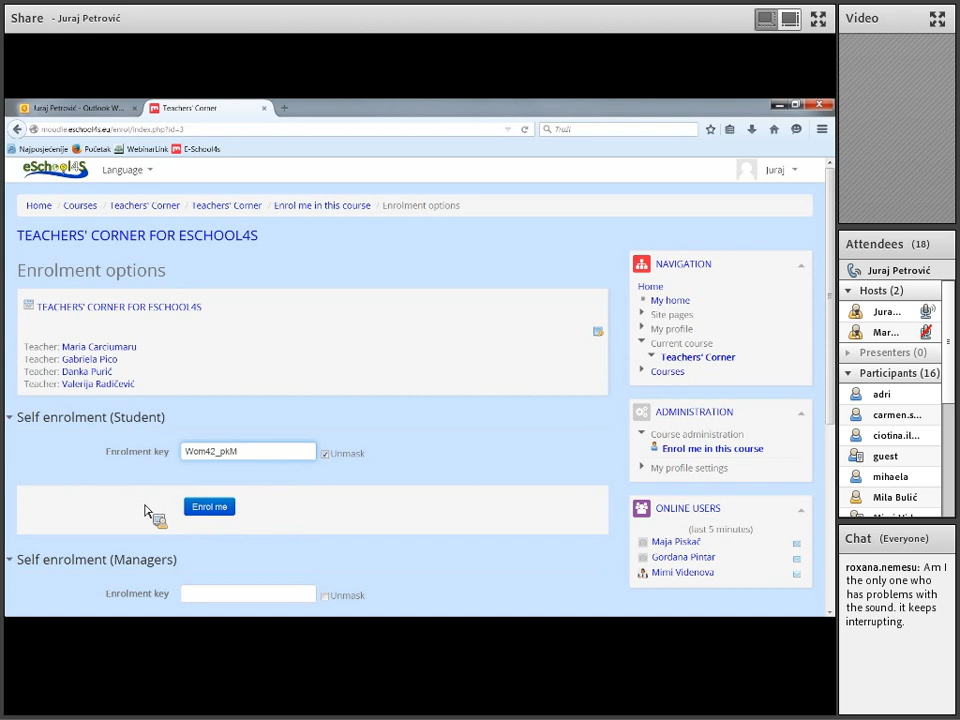 Share - Juraj Petrović
Juraj Petrović - Outlook W...
Teachers' Corner
moudle.eschool4s.eu/enrol/index.php?id=3
Traži
Najposjećenije
Početak
WebinarLink
E-School4s
eSchool4S
Language
Juraj
Home / Courses / Teachers' Corner / Teachers' Corner / Enrol me in this course / Enrolment options
TEACHERS' CORNER FOR ESCHOOL4S
Enrolment options
TEACHERS' CORNER FOR ESCHOOL4S
Teacher: Maria Carciumaru
Teacher: Gabriela Pico
Teacher: Danka Purić
Teacher: Valerija Radičević
Self enrolment (Student)
Enrolment key
Wom42_pkM
Unmask
Enrol me
Self enrolment (Managers)
Enrolment key
Unmask
NAVIGATION
Home
My home
Site pages
My profile
Current course
Teachers' Corner
Courses
ADMINISTRATION
Course administration
Enrol me in this course
My profile settings
ONLINE USERS
(last 5 minutes)
Maja Piskač
Gordana Pintar
Mimi Videnova
Video
Attendees (18)
Juraj Petrović
Hosts (2)
Jura...
Mar...
Presenters (0)
Participants (16)
adri
carmen.s...
ciotina.il...
guest
mihaela
Mila Bulić
Chat (Everyone)
roxana.nemesu: Am I
the only one who
has problems with
the sound. it keeps
interrupting.